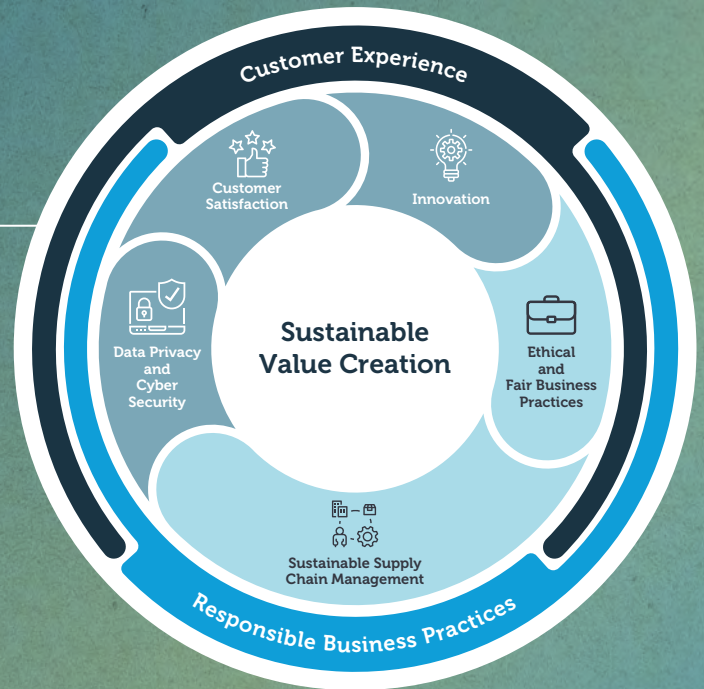 Customer Experience
Customer
Satisfaction
Innovation
Sustainable
Value Creation
Data Privacy
and
Cyber
Security
Ethical
and
Fair Business
Practices
Sustainable Supply
Chain Management
Responsible Business Practices